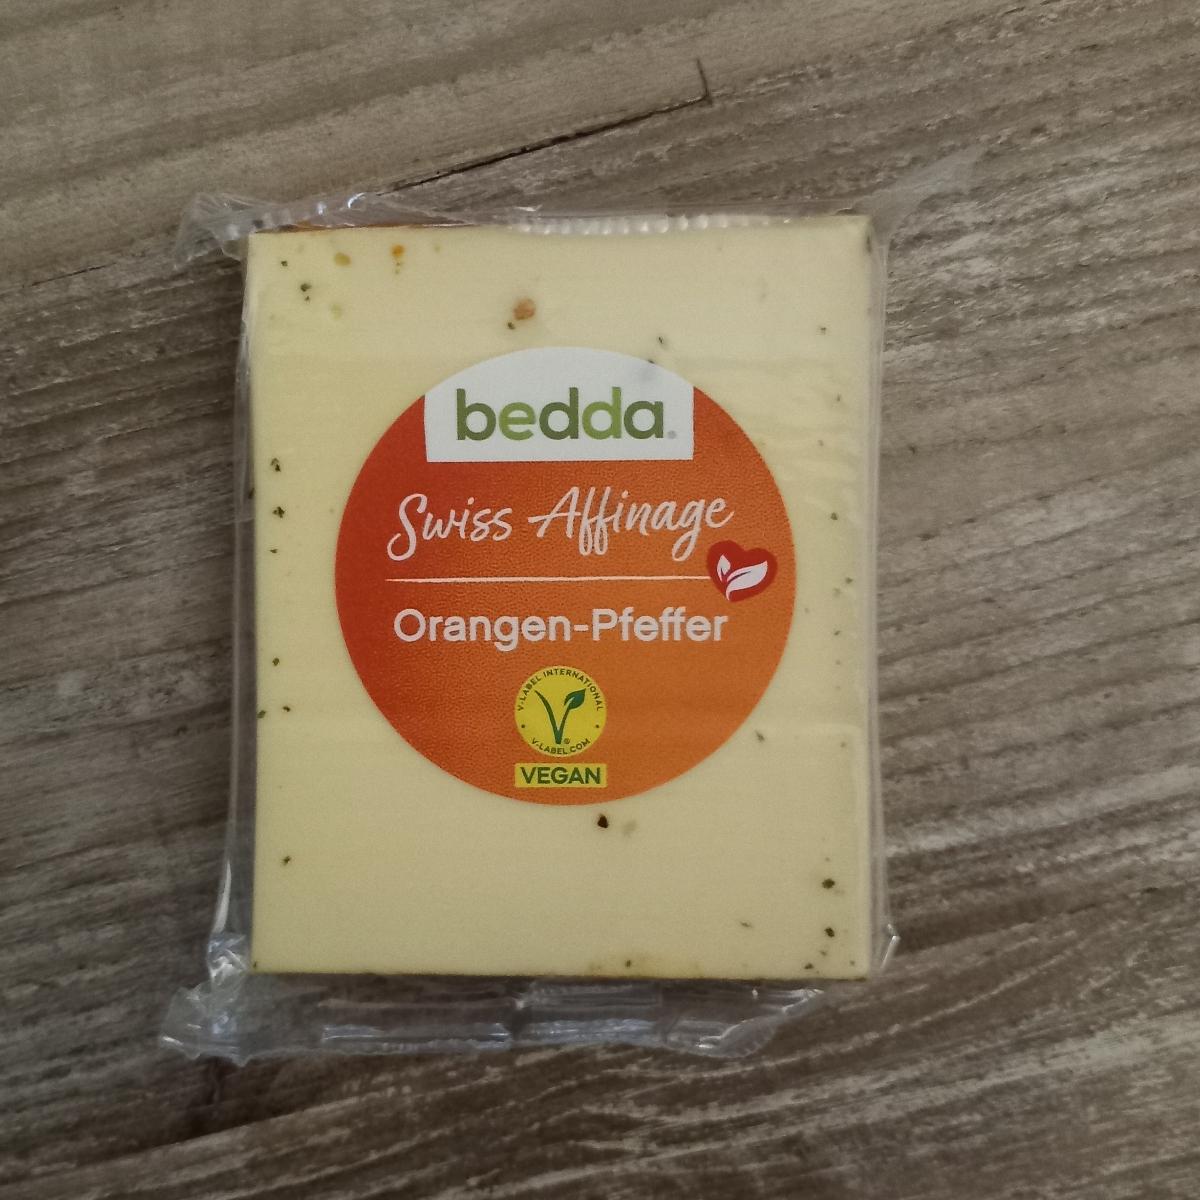 bedda
Swiss Affinage
Orangen-Pfeffer
V-LABEL INTERNATIONAL
V-LABEL.COM
VEGAN